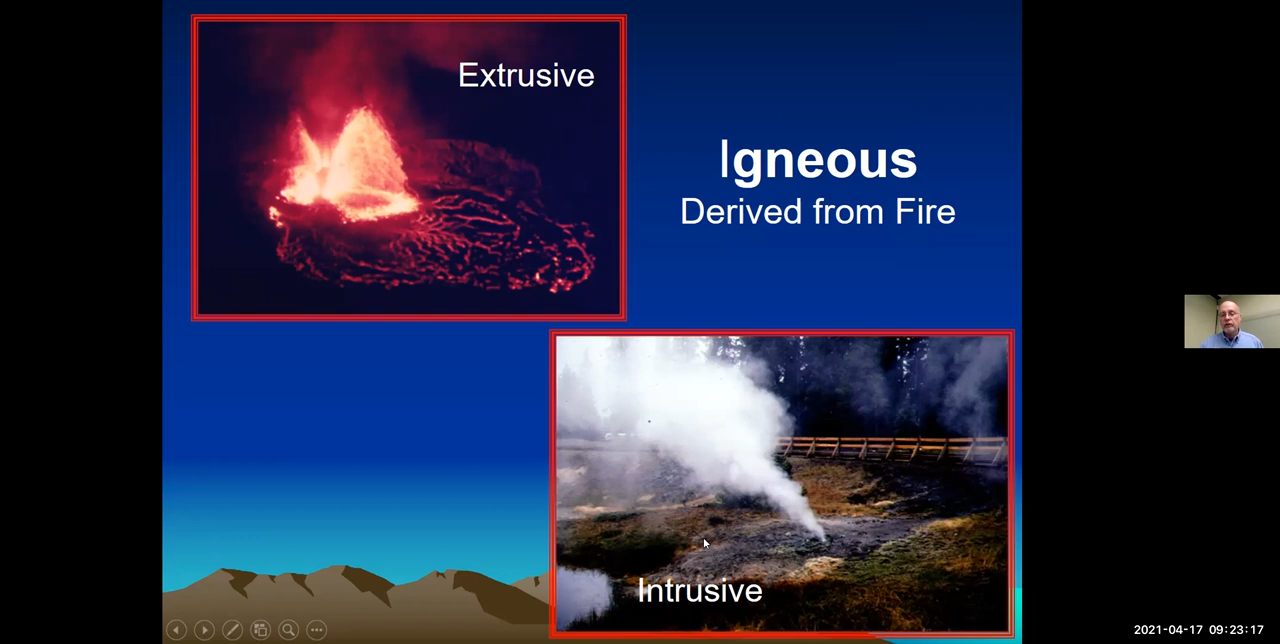 Extrusive
Igneous
Derived from Fire
Intrusive
2021-04-17 09:23:17